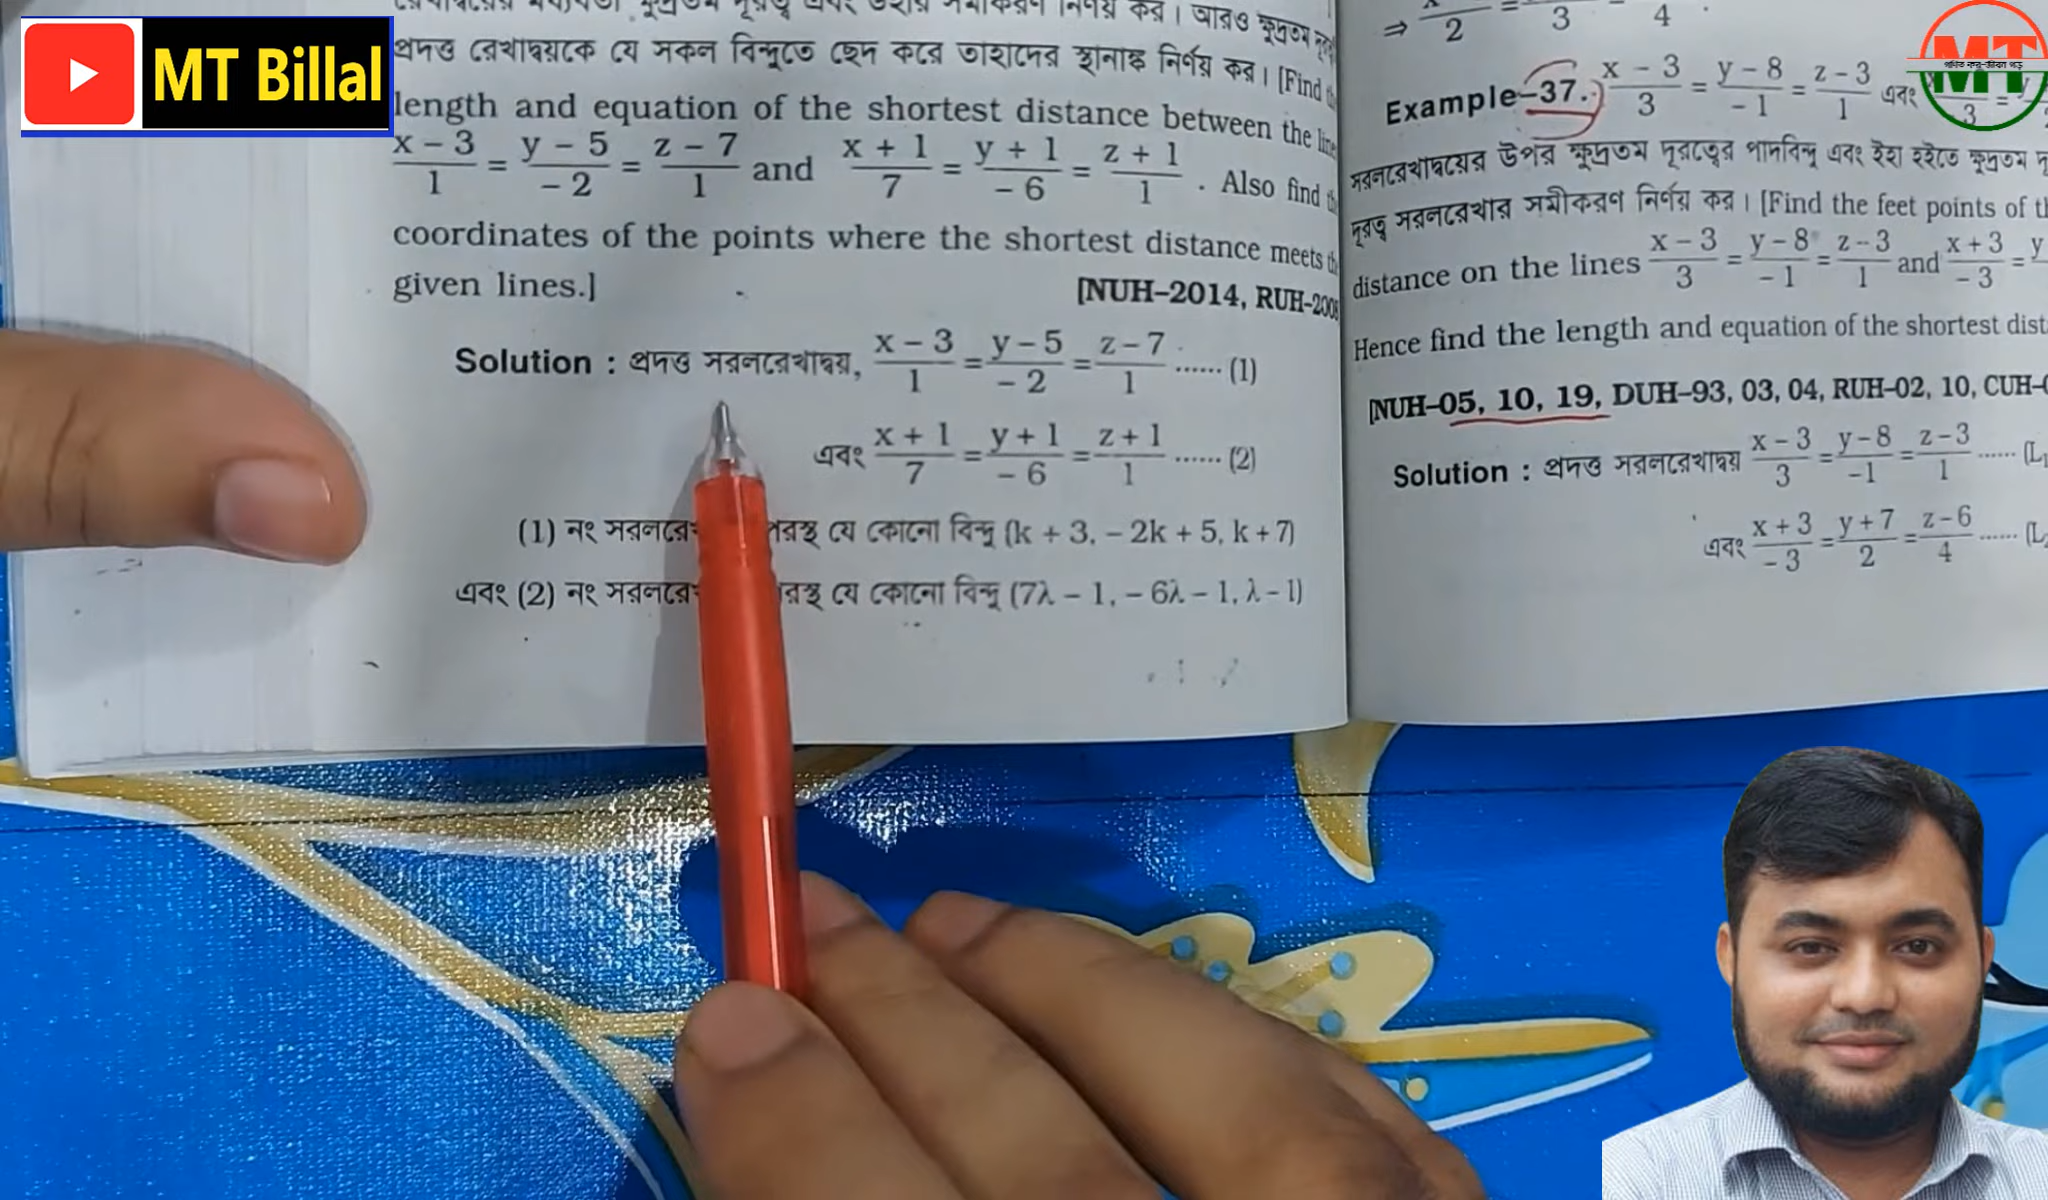 MT Billal
প্রদত্ত রেখাদ্বয়কে যে সকল বিন্দুতে ছেদ করে তাহাদের স্থানাঙ্ক নির্ণয় কর। [Find
length and equation of the shortest distance between the line
x − 3 / 1 = y − 5 / − 2 = z − 7 / 1 and x + 1 / 7 = y + 1 / − 6 = z + 1 / 1 . Also find
coordinates of the points where the shortest distance meets
given lines.] [NUH–2014, RUH–2008
Solution : প্রদত্ত সরলরেখাদ্বয়, x − 3 / 1 = y − 5 / − 2 = z − 7 / 1 ...... (1)
এবং x + 1 / 7 = y + 1 / − 6 = z + 1 / 1 ...... (2)
(1) নং যে কোনো বিন্দু (k + 3, − 2k + 5, k + 7)
এবং (2) নং যে কোনো বিন্দু (7λ − 1, − 6λ − 1, λ − 1)
⇒ 2 = 3 4
Example–37. x − 3 / 3 = y − 8 / − 1 = z − 3 / 1 এবং
MT
সরলরেখাদ্বয়ের উপর ক্ষুদ্রতম দূরত্বের পাদবিন্দু এবং ইহা হইতে ক্ষুদ্রতম
দূরত্ব সরলরেখার সমীকরণ নির্ণয় কর। [Find the feet points of
distance on the lines x − 3 / 3 = y − 8 / − 1 = z − 3 / 1 and x + 3 / − 3 =
Hence find the length and equation of the shortest
[NUH–05, 10, 19, DUH–93, 03, 04, RUH–02, 10,
Solution : প্রদত্ত সরলরেখাদ্বয় x − 3 / 3 = y − 8 / −1 = z − 3 / 1 ......
এবং x + 3 / − 3 = y + 7 / 2 = z − 6 / 4 ......